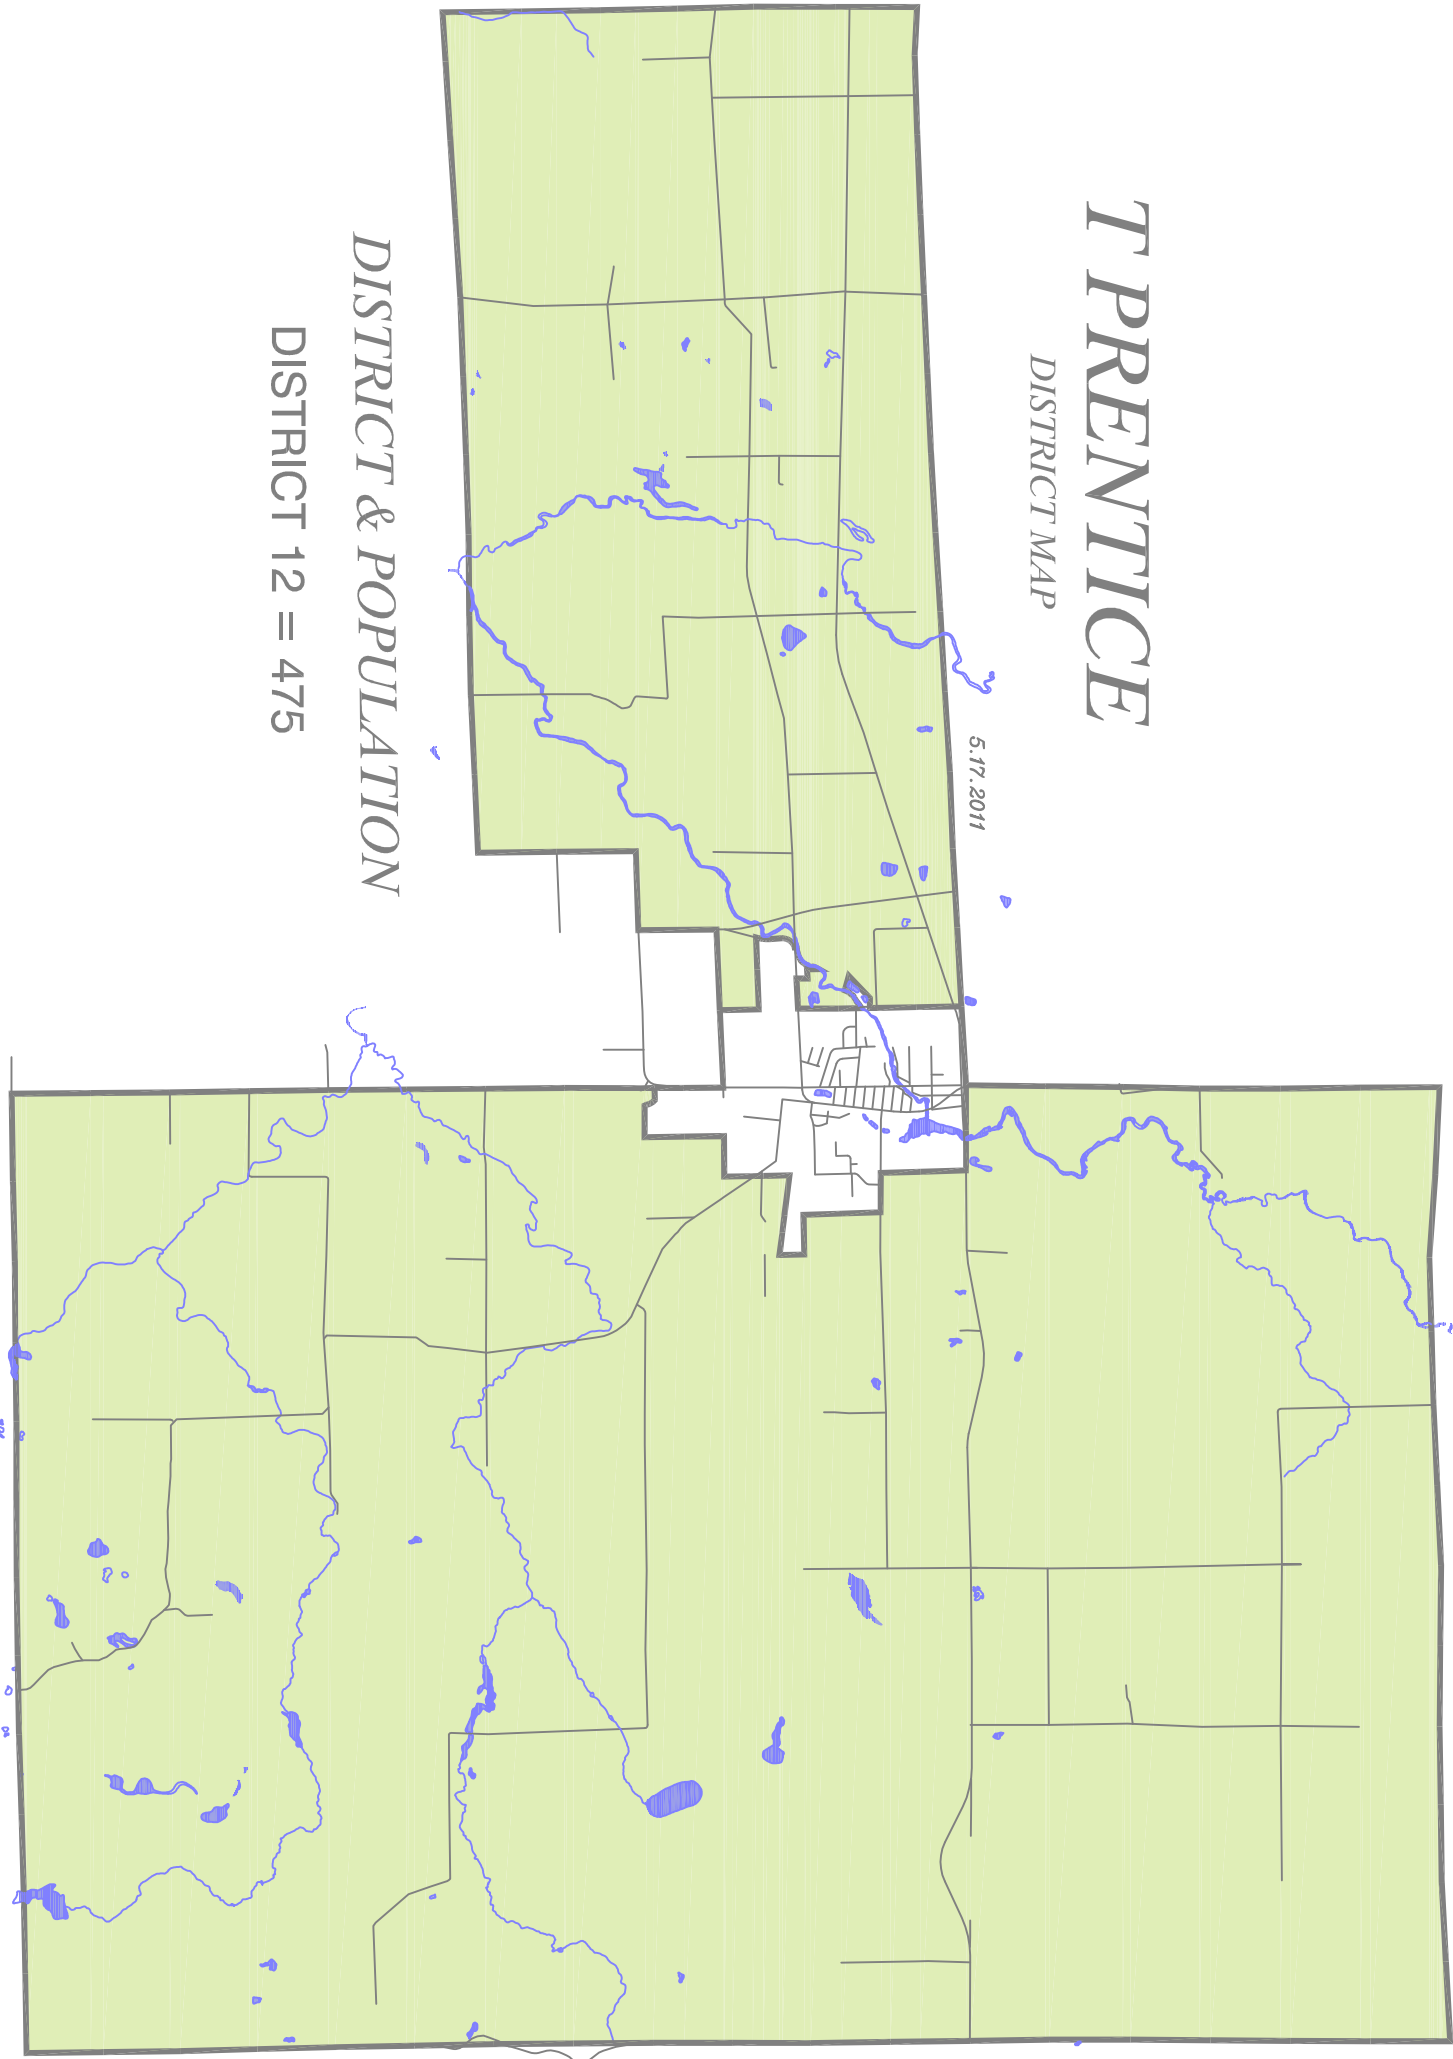 T PRENTICE
DISTRICT MAP
5.17.2011
DISTRICT & POPULATION
DISTRICT 12 = 475